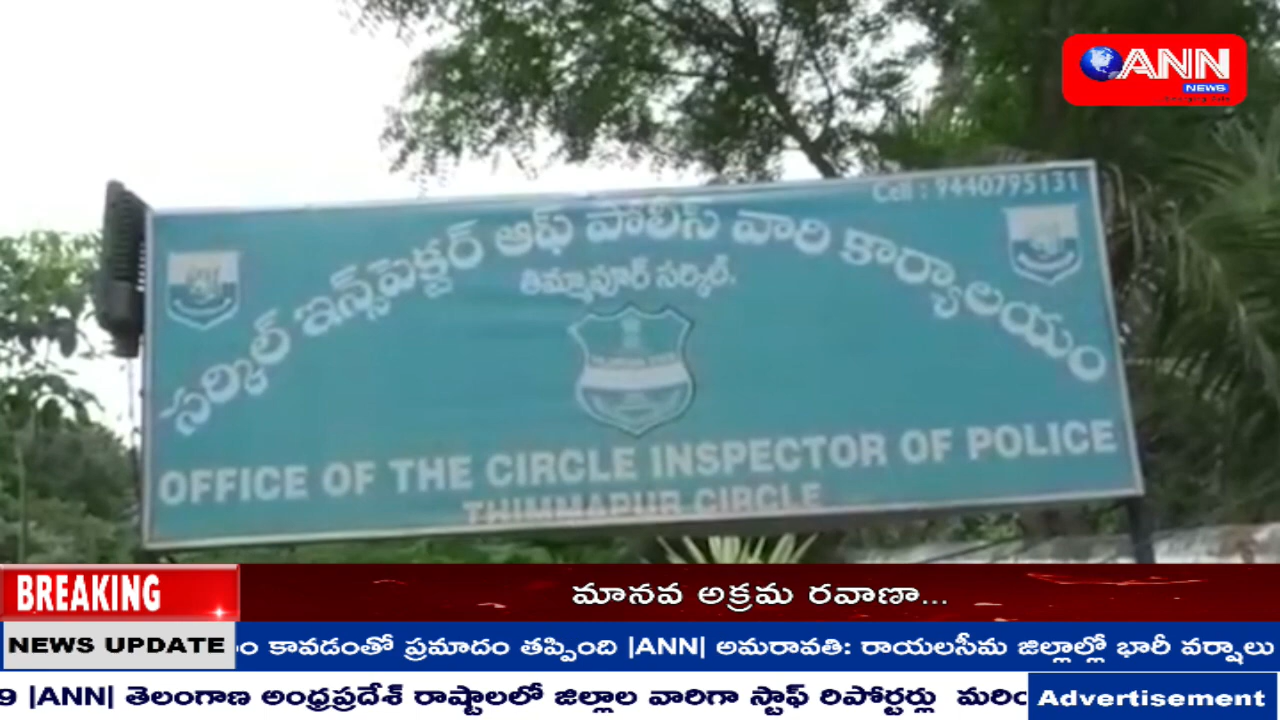 ANN
NEWS
Cell : 9440795131
సర్కిల్ ఇన్స్‌పెక్టర్ ఆఫ్ పోలీస్ వారి కార్యాలయం
తిమ్మాపూర్ సర్కిల్.
OFFICE OF THE CIRCLE INSPECTOR OF POLICE
THIMMAPUR CIRCLE
BREAKING
మానవ అక్రమ రవాణా...
NEWS UPDATE
కావడంతో ప్రమాదం తప్పింది |ANN| అమరావతి: రాయలసీమ జిల్లాల్లో భారీ వర్షాలు
9 |ANN| తెలంగాణ అంధ్రప్రదేశ్ రాష్టాలలో జిల్లాల వారిగా స్టాఫ్ రిపోర్టర్లు
Advertisement